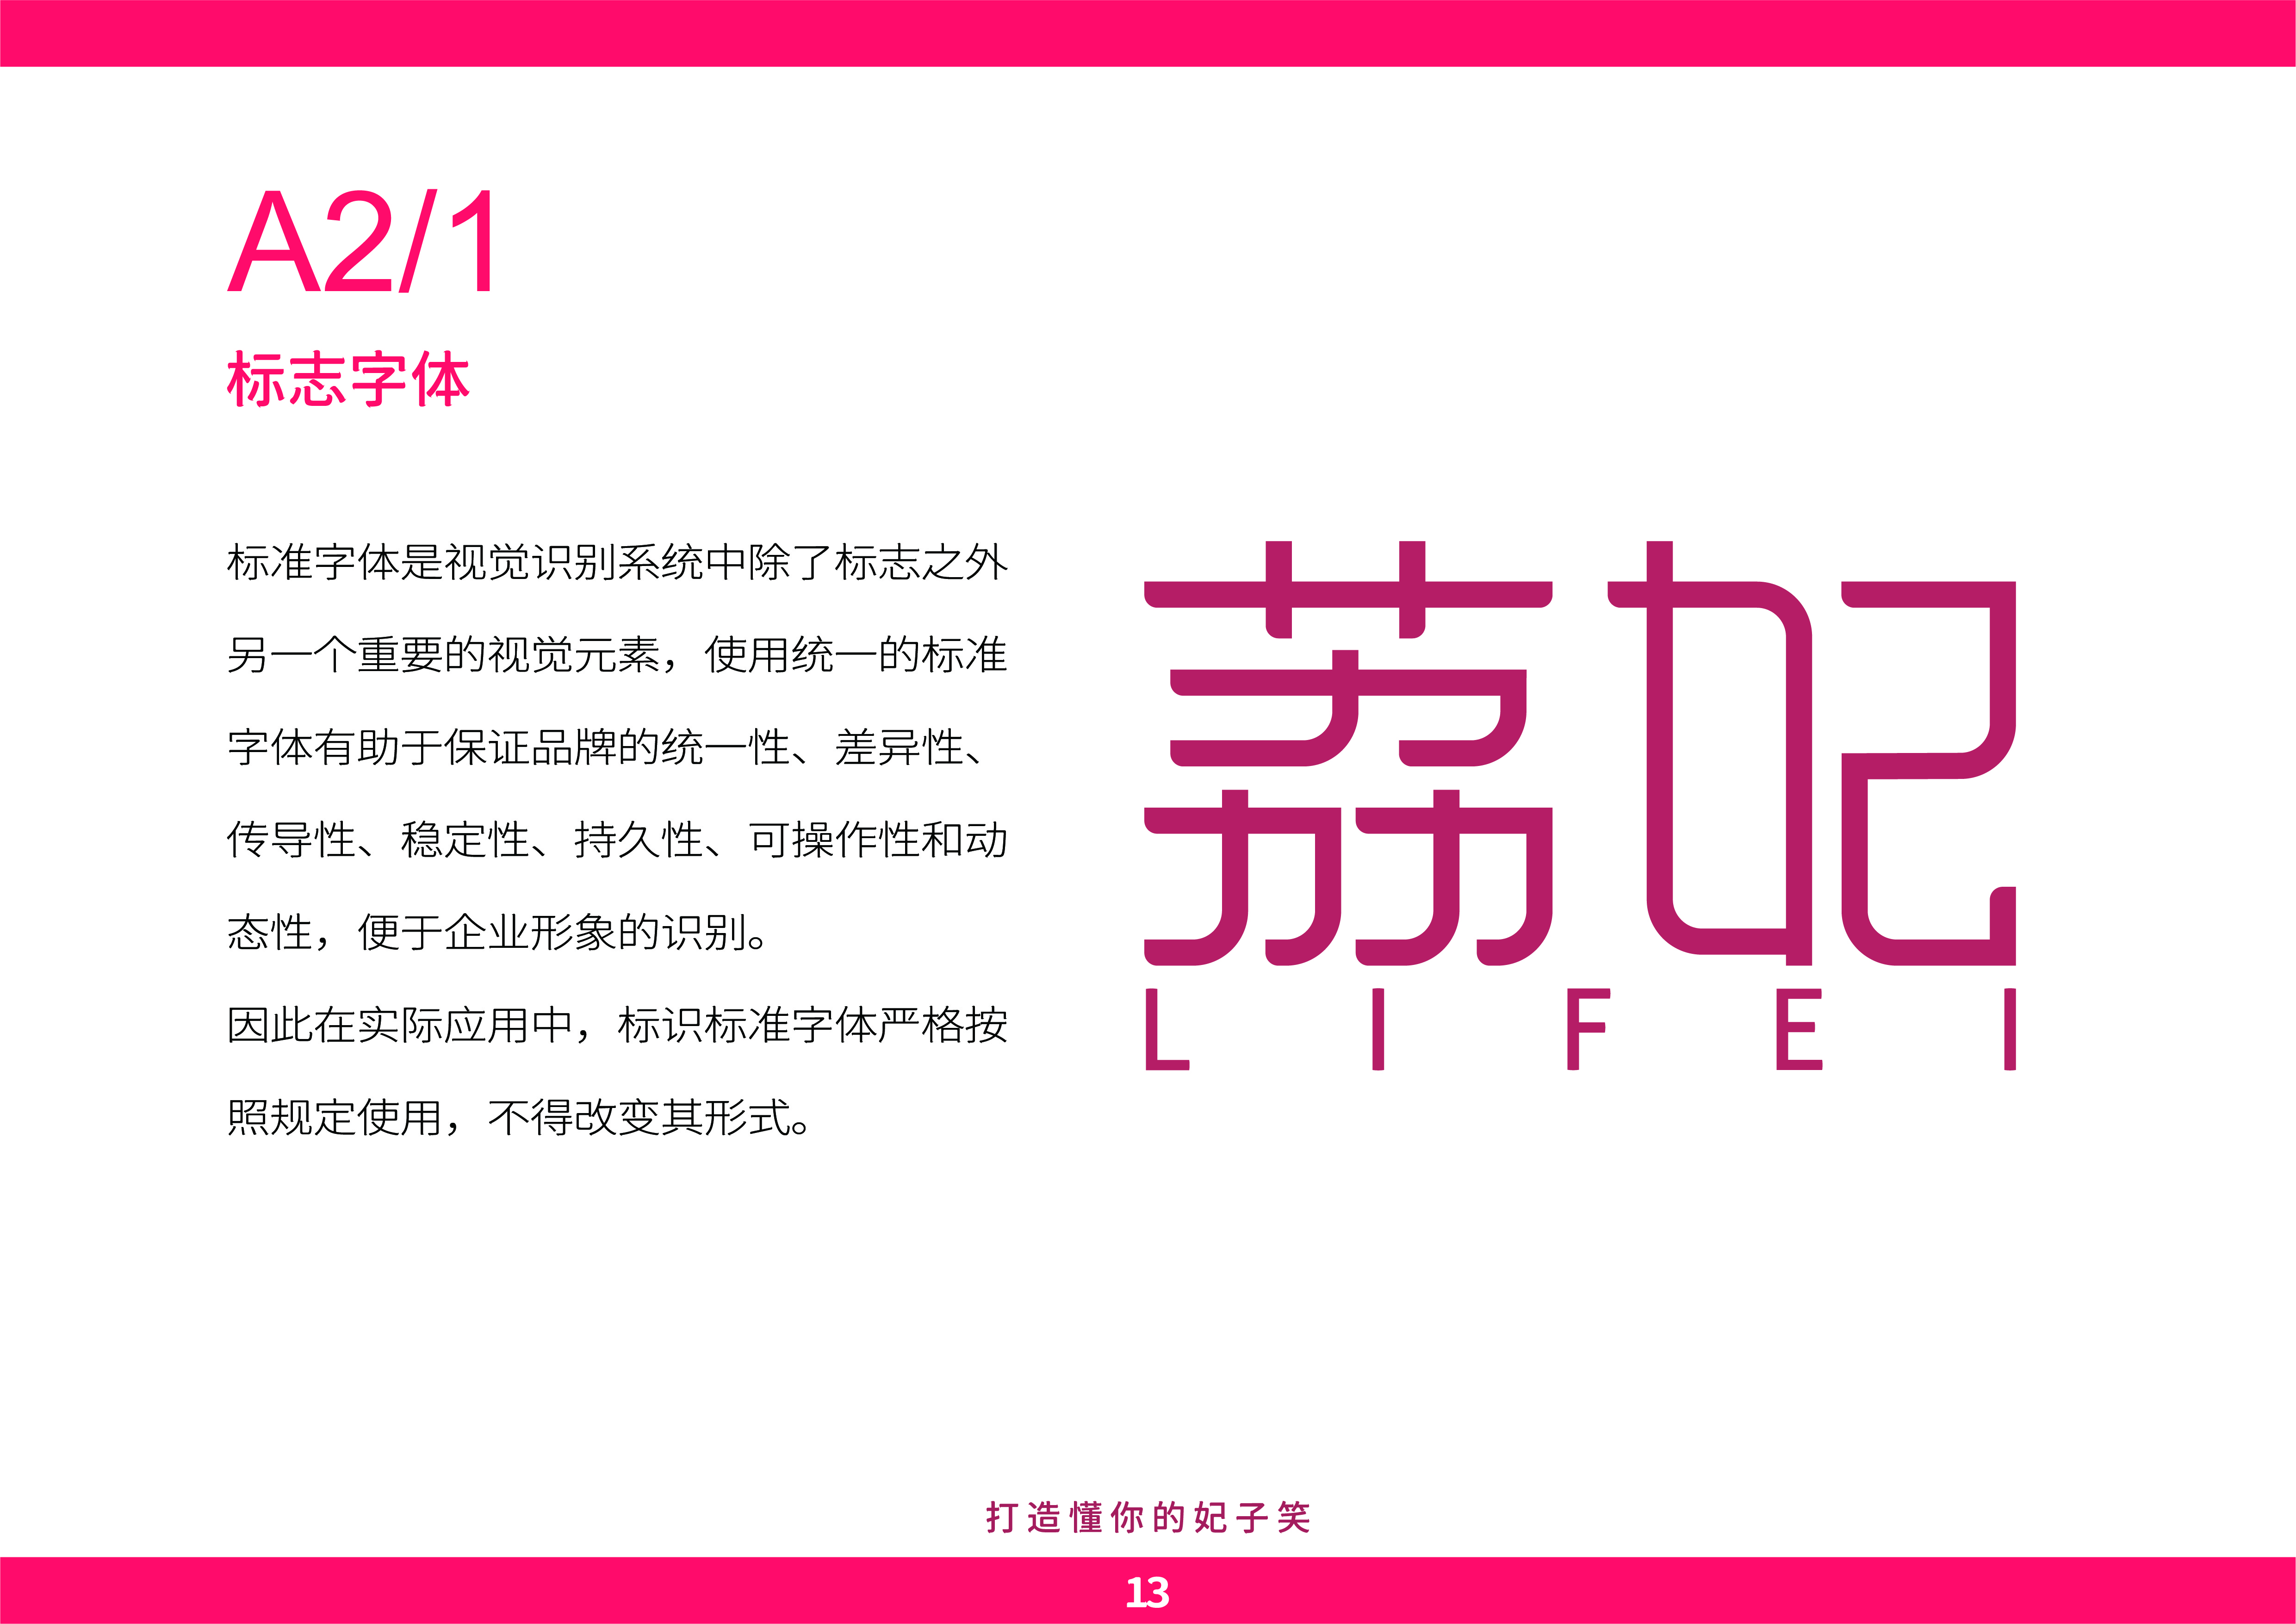 A2/1
标志字体
标准字体是视觉识别系统中除了标志之外
另一个重要的视觉元素，使用统一的标准
字体有助于保证品牌的统一性、差异性、
传导性、稳定性、持久性、可操作性和动
态性，便于企业形象的识别。
因此在实际应用中，标识标准字体严格按
照规定使用，不得改变其形式。
荔妃
LIFEI
打造懂你的妃子笑
13